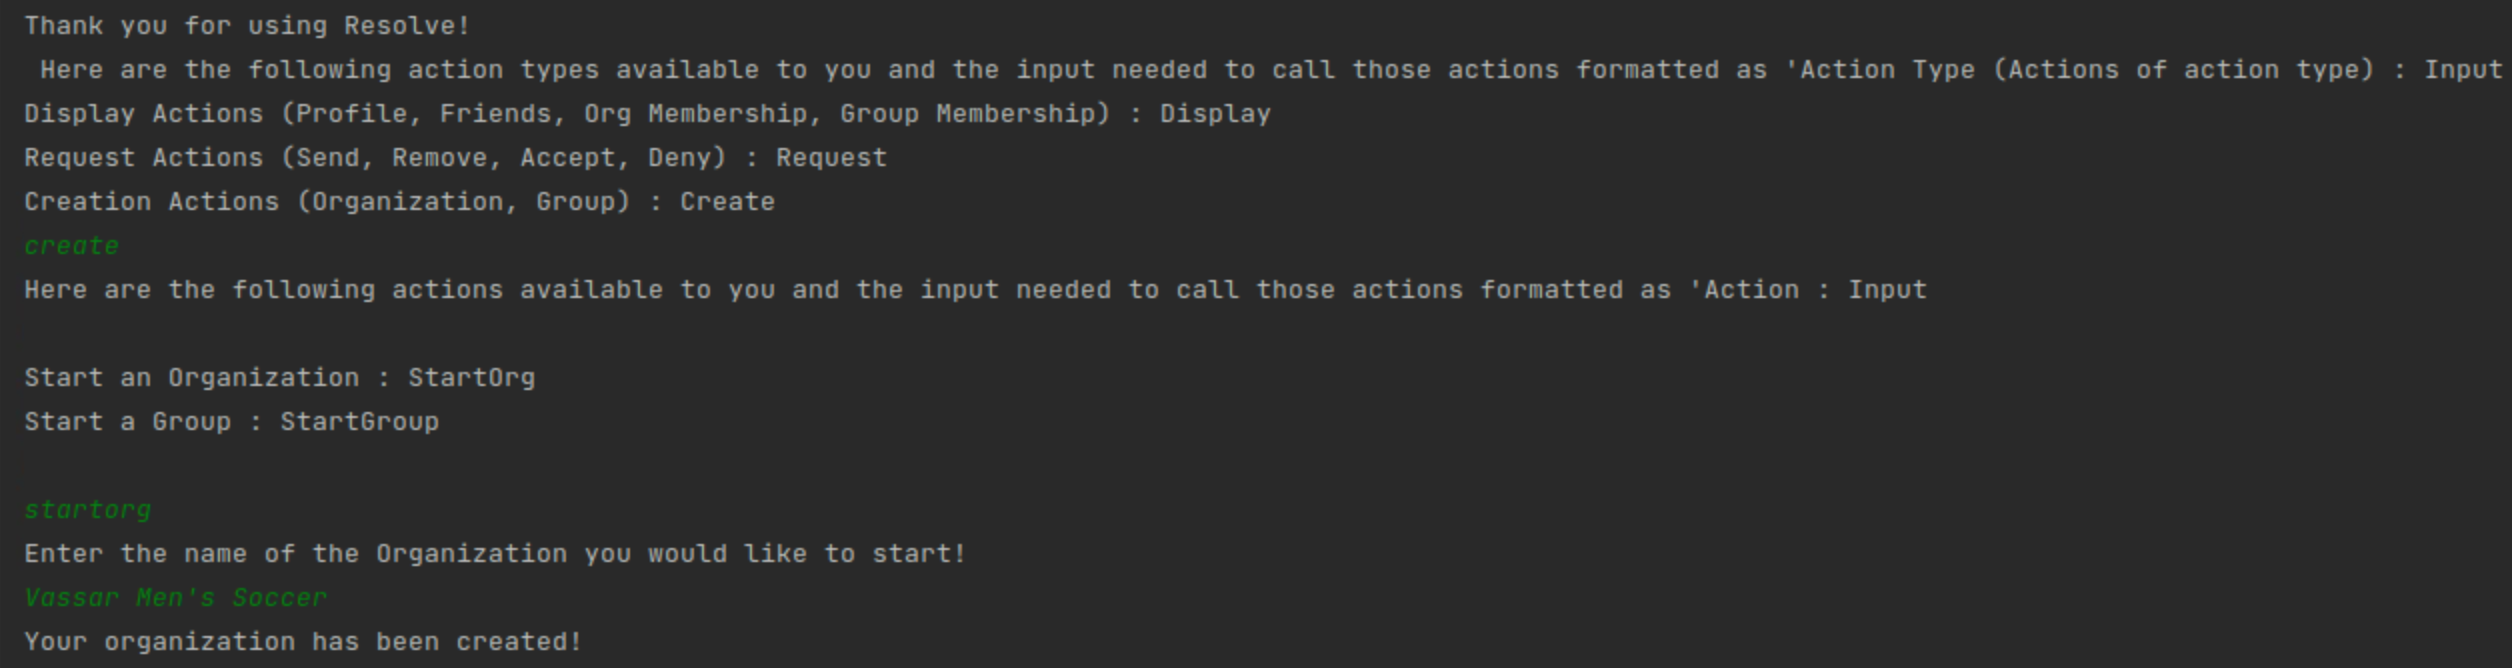 Thank you for using Resolve!
Here are the following action types available to you and the input needed to call those actions formatted as 'Action Type (Actions of action type) : Input
Display Actions (Profile, Friends, Org Membership, Group Membership) : Display
Request Actions (Send, Remove, Accept, Deny) : Request
Creation Actions (Organization, Group) : Create
create
Here are the following actions available to you and the input needed to call those actions formatted as 'Action : Input
Start an Organization : StartOrg
Start a Group : StartGroup
startorg
Enter the name of the Organization you would like to start!
Vassar Men's Soccer
Your organization has been created!